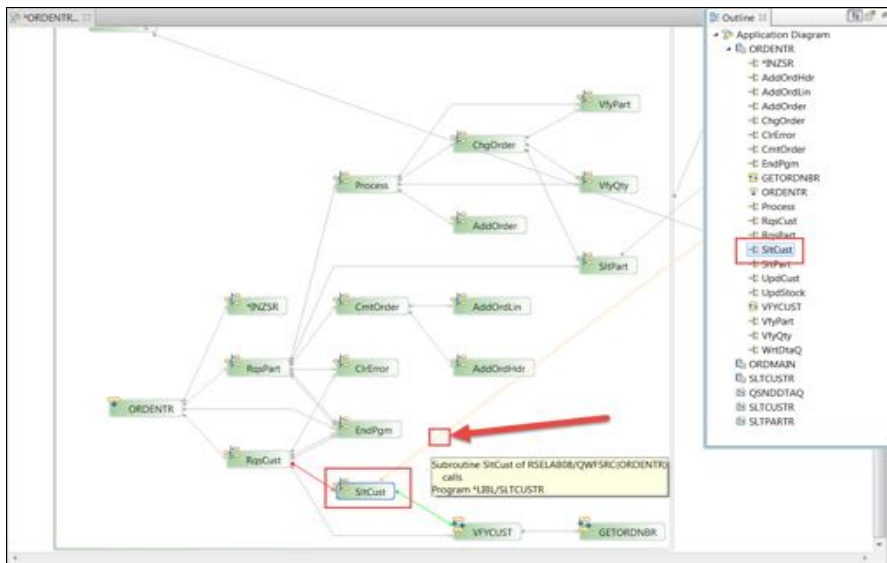 *ORDENTR...
Outline
Application Diagram
ORDENTR
*INZSR
AddOrdHdr
AddOrdLin
AddOrder
ChgOrder
ClrError
CmtOrder
EndPgm
GETORDNBR
ORDENTR
Process
RqsCust
RqsPart
SltCust
SltPart
UpdCust
UpdStock
VFYCUST
VfyPart
VfyQty
WrtDtaQ
ORDMAIN
SLTCUSTR
QSNDDTAQ
SLTCUSTR
SLTPARTR
VfyPart
ChgOrder
Process
VfyQty
AddOrder
SltPart
*INZSR
CmtOrder
AddOrdLin
RqsPart
ClrError
AddOrdHdr
ORDENTR
EndPgm
RqsCust
SltCust
Subroutine SltCust of RSELAB08/QWFSRC(ORDENTR)
calls
Program *LIBL/SLTCUSTR
VFYCUST
GETORDNBR